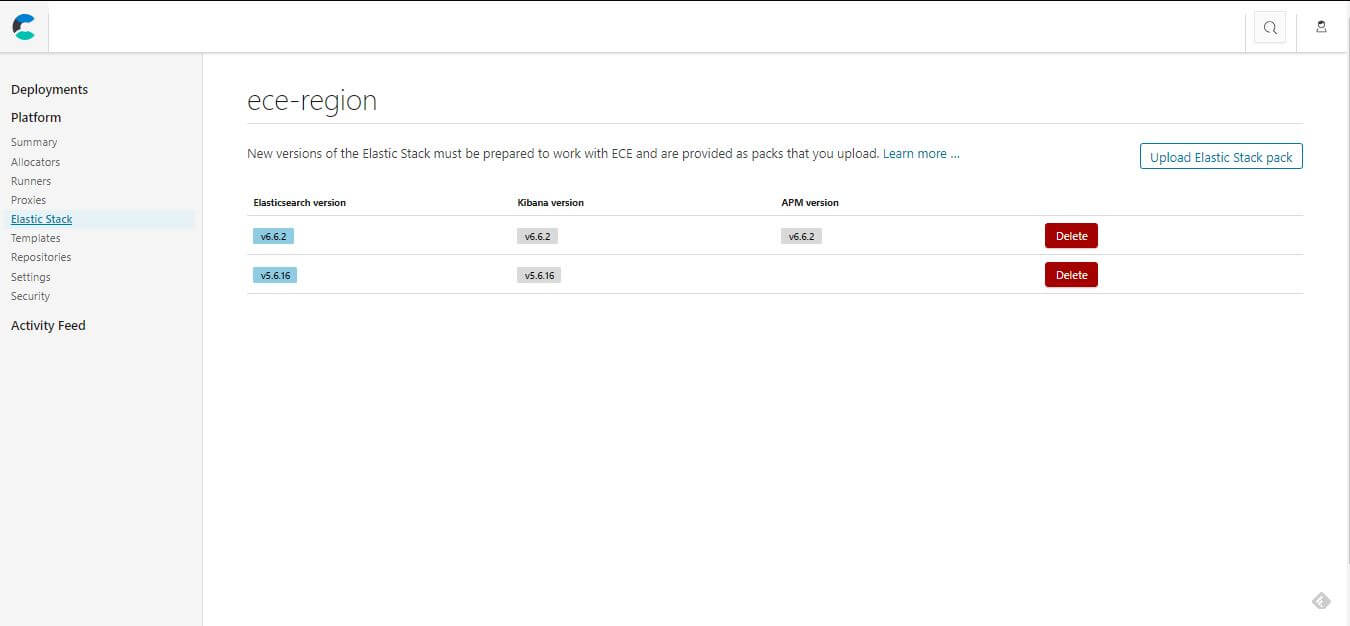 Deployments
Platform
Summary
Allocators
Runners
Proxies
Elastic Stack
Templates
Repositories
Settings
Security
Activity Feed
ece-region
New versions of the Elastic Stack must be prepared to work with ECE and are provided as packs that you upload. Learn more ...
Upload Elastic Stack pack
Elasticsearch version Kibana version APM version
v6.6.2 v6.6.2 v6.6.2 Delete
v5.6.16 v5.6.16 Delete